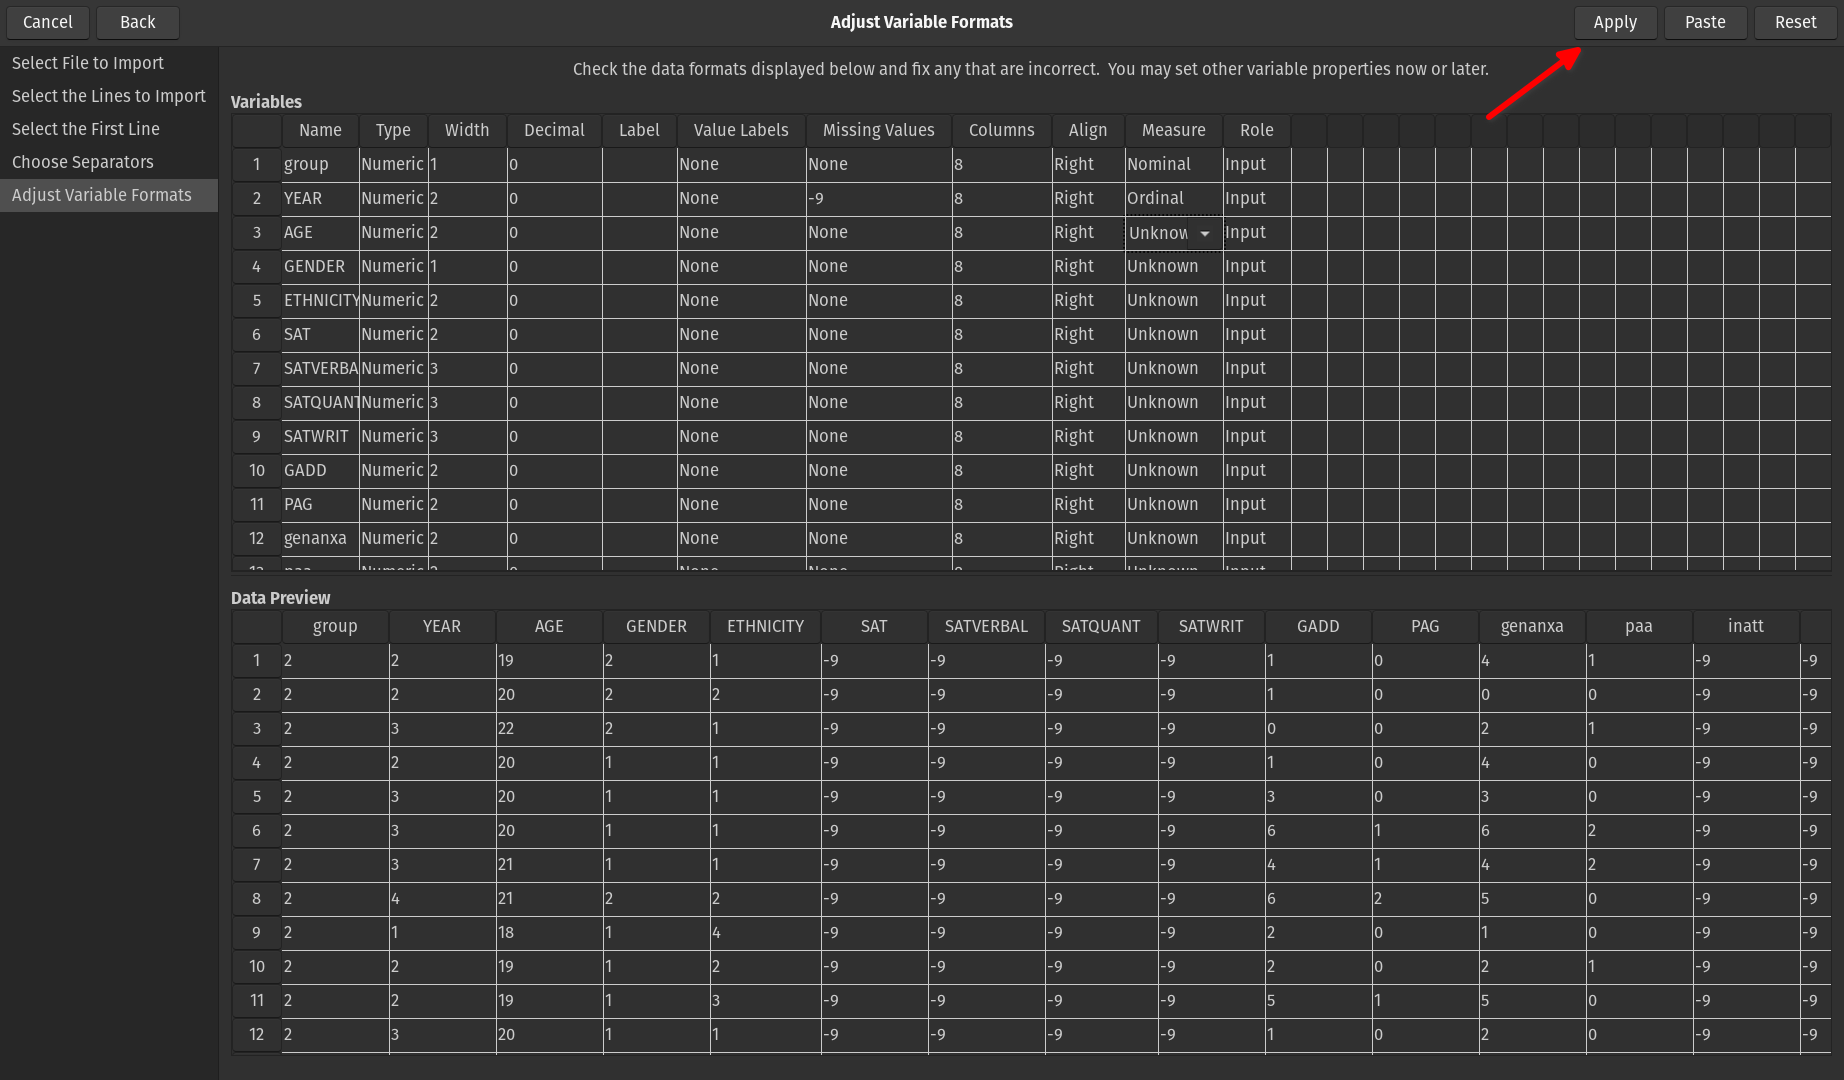 Cancel Back Adjust Variable Formats Apply Paste Reset
Select File to Import
Select the Lines to Import
Select the First Line
Choose Separators
Adjust Variable Formats
Check the data formats displayed below and fix any that are incorrect. You may set other variable properties now or later.
Variables
Name Type Width Decimal Label Value Labels Missing Values Columns Align Measure Role
1 group Numeric 1 0 None None 8 Right Nominal Input
2 YEAR Numeric 2 0 None -9 8 Right Ordinal Input
3 AGE Numeric 2 0 None None 8 Right Unknow Input
4 GENDER Numeric 1 0 None None 8 Right Unknown Input
5 ETHNICITY Numeric 2 0 None None 8 Right Unknown Input
6 SAT Numeric 2 0 None None 8 Right Unknown Input
7 SATVERBA Numeric 3 0 None None 8 Right Unknown Input
8 SATQUANT Numeric 3 0 None None 8 Right Unknown Input
9 SATWRIT Numeric 3 0 None None 8 Right Unknown Input
10 GADD Numeric 2 0 None None 8 Right Unknown Input
11 PAG Numeric 2 0 None None 8 Right Unknown Input
12 genanxa Numeric 2 0 None None 8 Right Unknown Input
Data Preview
group YEAR AGE GENDER ETHNICITY SAT SATVERBAL SATQUANT SATWRIT GADD PAG genanxa paa inatt
1 2 2 19 2 1 -9 -9 -9 -9 1 0 4 1 -9 -9
2 2 2 20 2 2 -9 -9 -9 -9 1 0 0 0 -9 -9
3 2 3 22 2 1 -9 -9 -9 -9 0 0 2 1 -9 -9
4 2 2 20 1 1 -9 -9 -9 -9 1 0 4 0 -9 -9
5 2 3 20 1 1 -9 -9 -9 -9 3 0 3 0 -9 -9
6 2 3 20 1 1 -9 -9 -9 -9 6 1 6 2 -9 -9
7 2 3 21 1 1 -9 -9 -9 -9 4 1 4 2 -9 -9
8 2 4 21 2 2 -9 -9 -9 -9 6 2 5 0 -9 -9
9 2 1 18 1 4 -9 -9 -9 -9 2 0 1 0 -9 -9
10 2 2 19 1 2 -9 -9 -9 -9 2 0 2 1 -9 -9
11 2 2 19 1 3 -9 -9 -9 -9 5 1 5 0 -9 -9
12 2 3 20 1 1 -9 -9 -9 -9 1 0 2 0 -9 -9